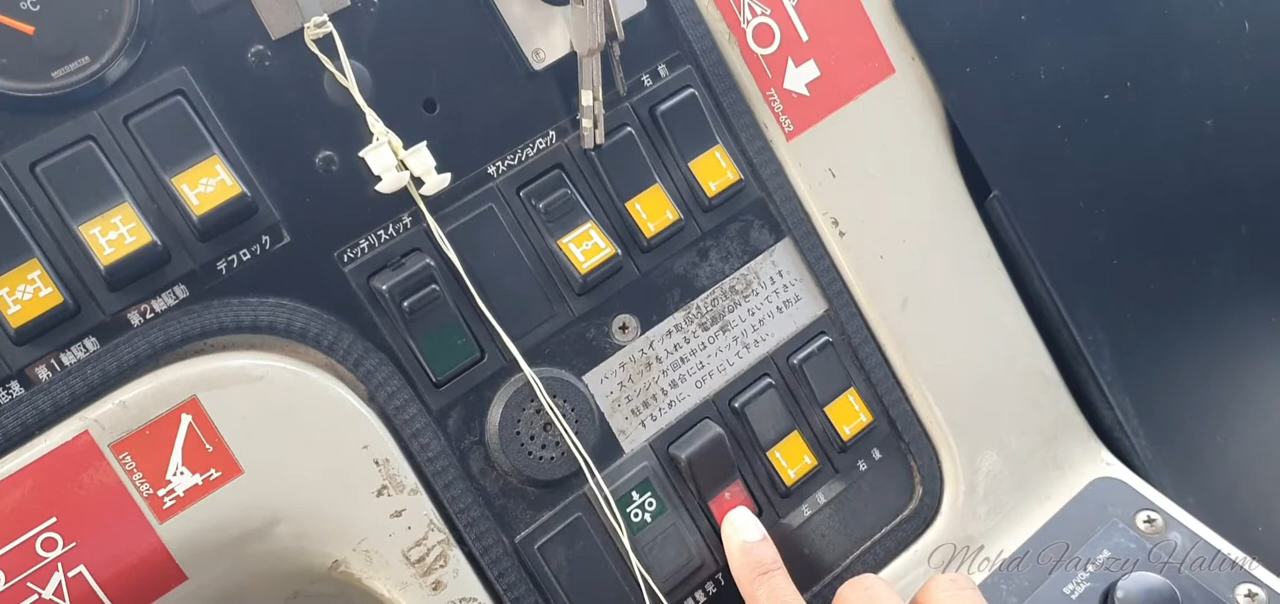 °C
MOTOMETER
7730-652
右前
サスペンションロック
バッテリスイッチ
デフロック
第2軸駆動
第1軸駆動
低速
バッテリスイッチ取扱い上の注意
スイッチを入れると電源がONとなります。
エンジンが回転中はOFFにしないで下さい。
駐車する場合には、バッテリ上がりを防止
するために、OFFにして下さい。
2878-041
右後
左後
調整完了
Mohd Fawzy Halim